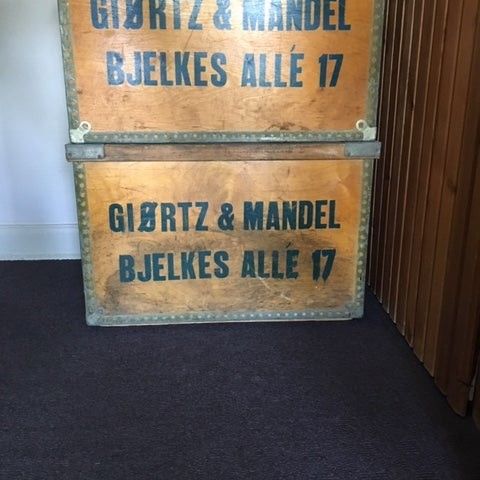 GIØRTZ & MANDEL
BJELKES ALLÉ 17
GIØRTZ & MANDEL
BJELKES ALLÉ 17